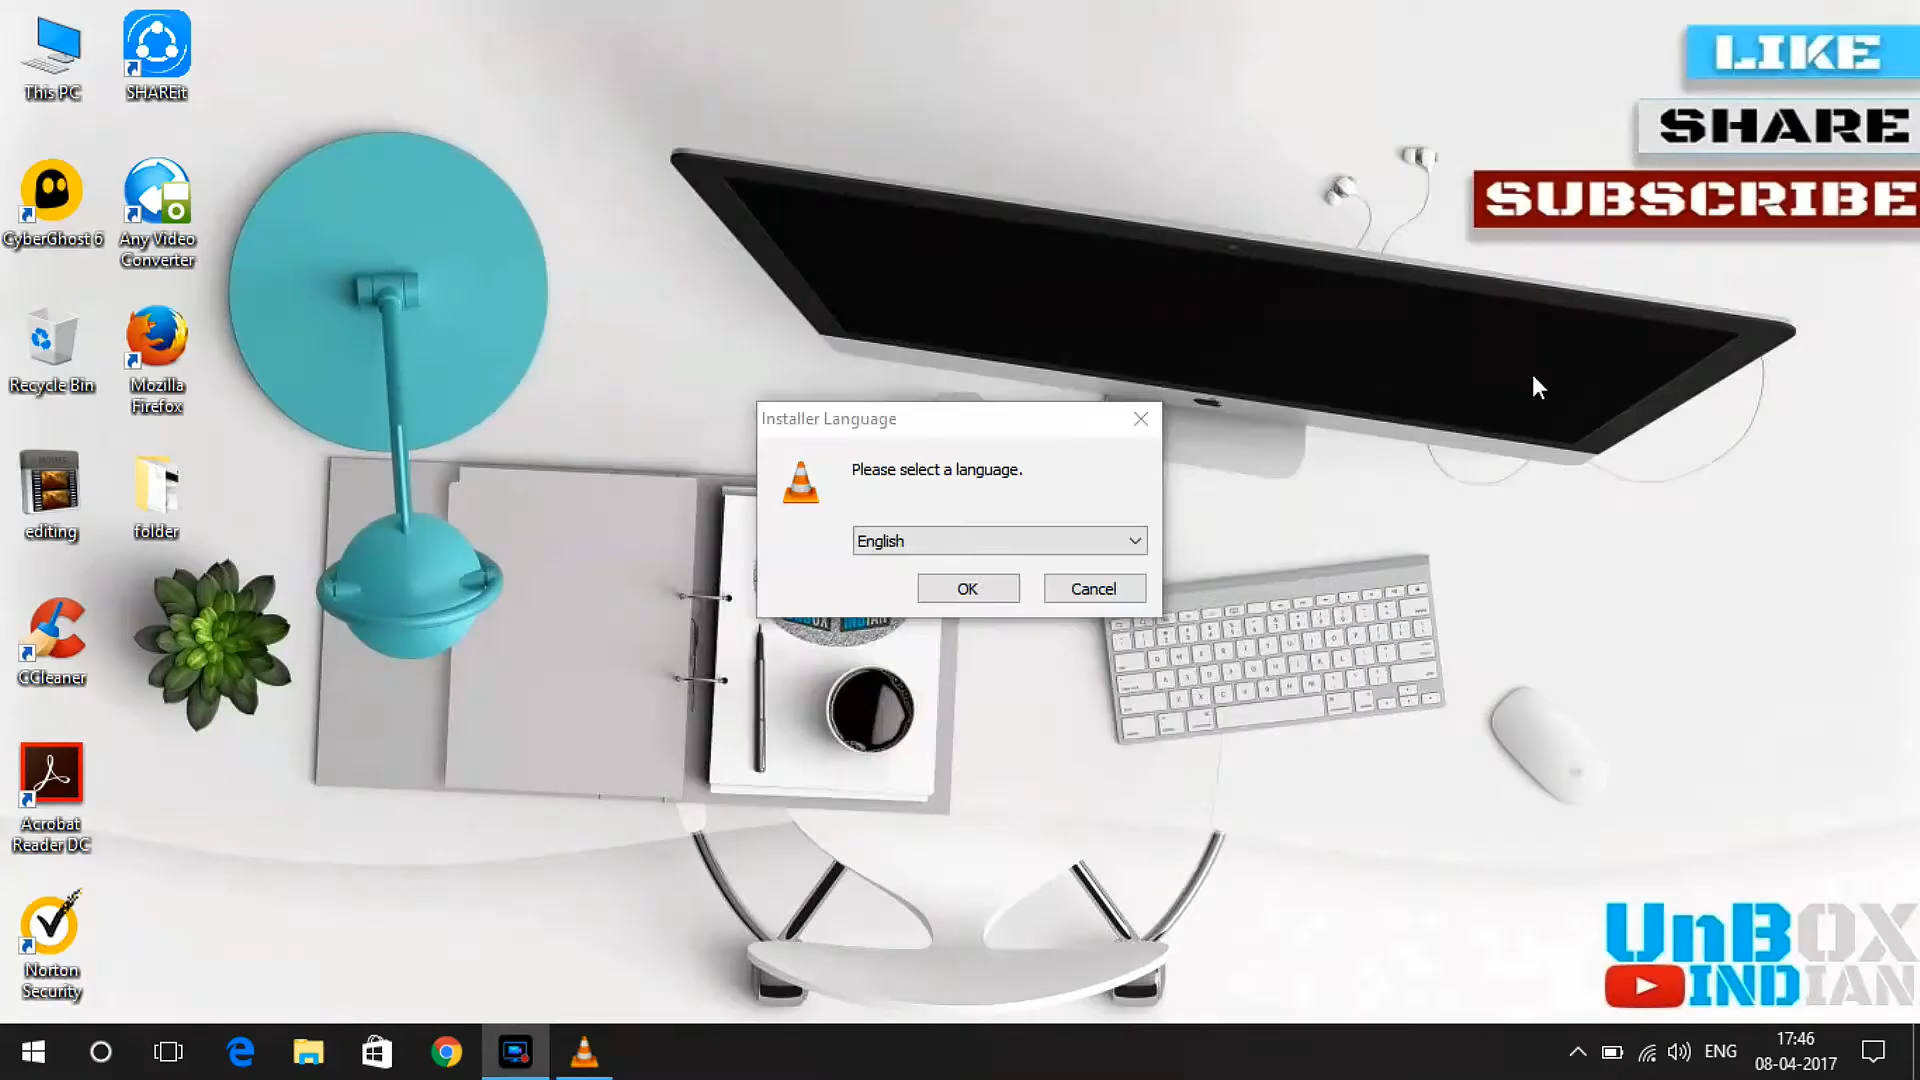 This PC
SHAREit
CyberGhost 6
Any Video
Converter
Recycle Bin
Mozilla
Firefox
editing
folder
CCleaner
Acrobat
Reader DC
Norton
Security
LIKE
SHARE
SUBSCRIBE
Installer Language
Please select a language.
English
OK
Cancel
UnBOX
INDIAN
ENG
17:46
08-04-2017